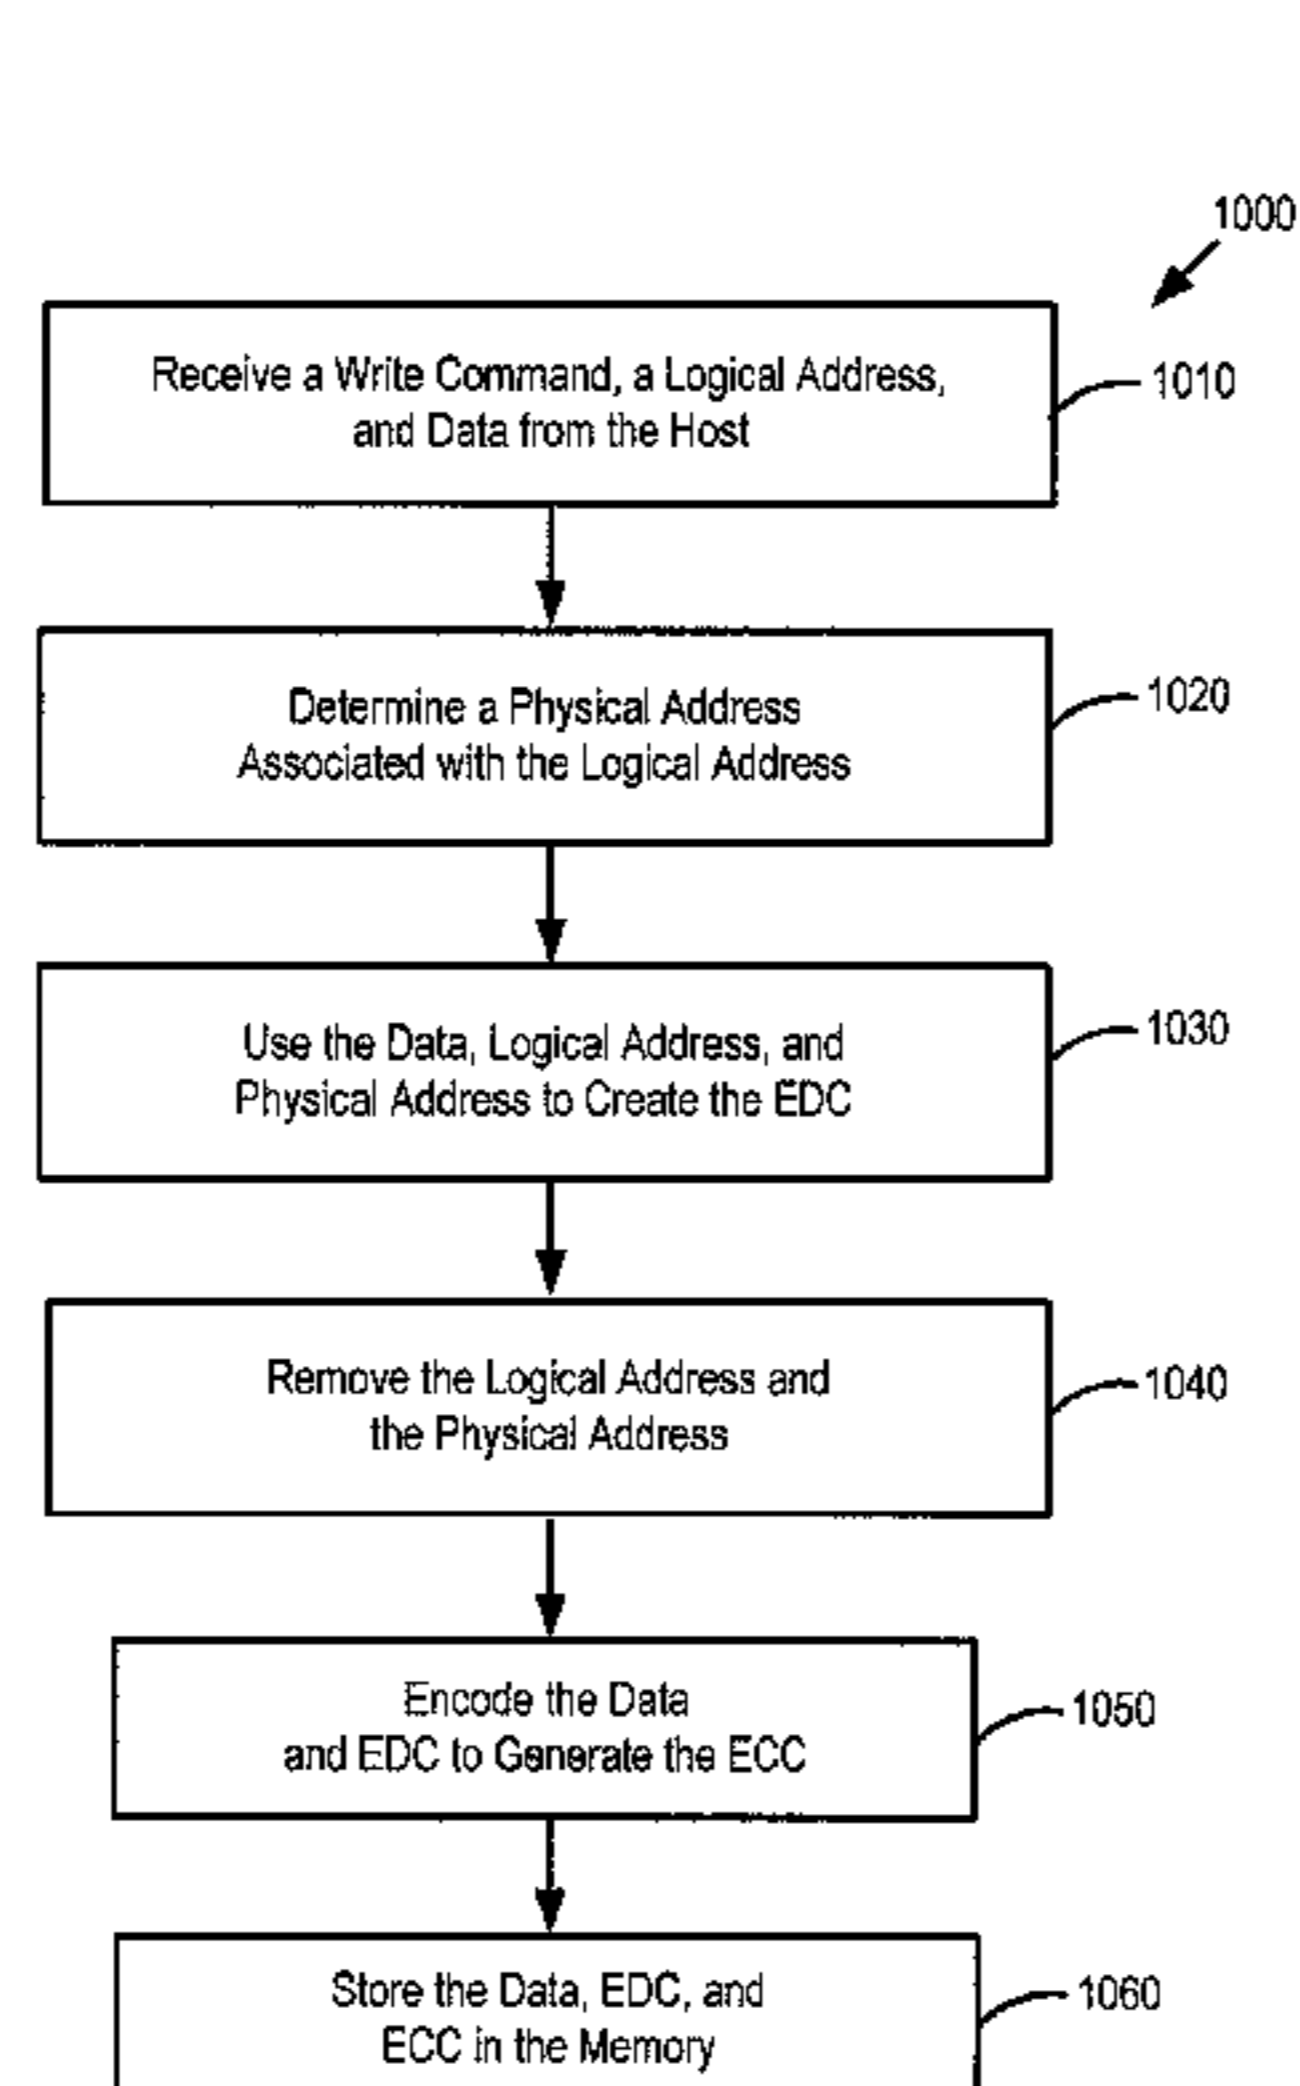 1000
Receive a Write Command, a Logical Address,
and Data from the Host
1010
Determine a Physical Address
Associated with the Logical Address
1020
Use the Data, Logical Address, and
Physical Address to Create the EDC
1030
Remove the Logical Address and
the Physical Address
1040
Encode the Data
and EDC to Generate the ECC
1050
Store the Data, EDC, and
ECC in the Memory
1060